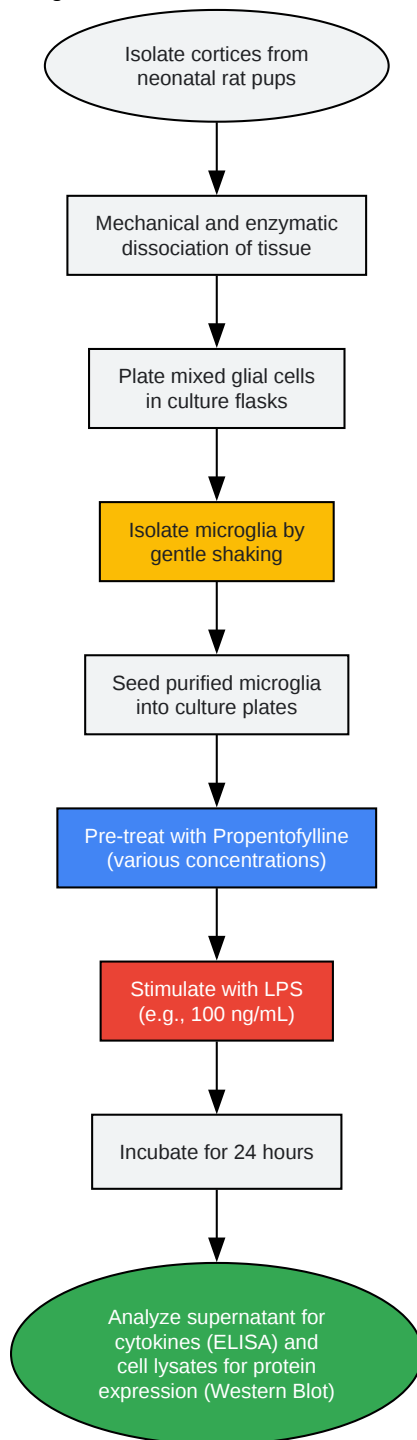 Isolate cortices from
neonatal rat pups
Mechanical and enzymatic
dissociation of tissue
Plate mixed glial cells
in culture flasks
Isolate microglia by
gentle shaking
Seed purified microglia
into culture plates
Pre-treat with Propentofylline
(various concentrations)
Stimulate with LPS
(e.g., 100 ng/mL)
Incubate for 24 hours
Analyze supernatant for
cytokines (ELISA) and
cell lysates for protein
expression (Western Blot)